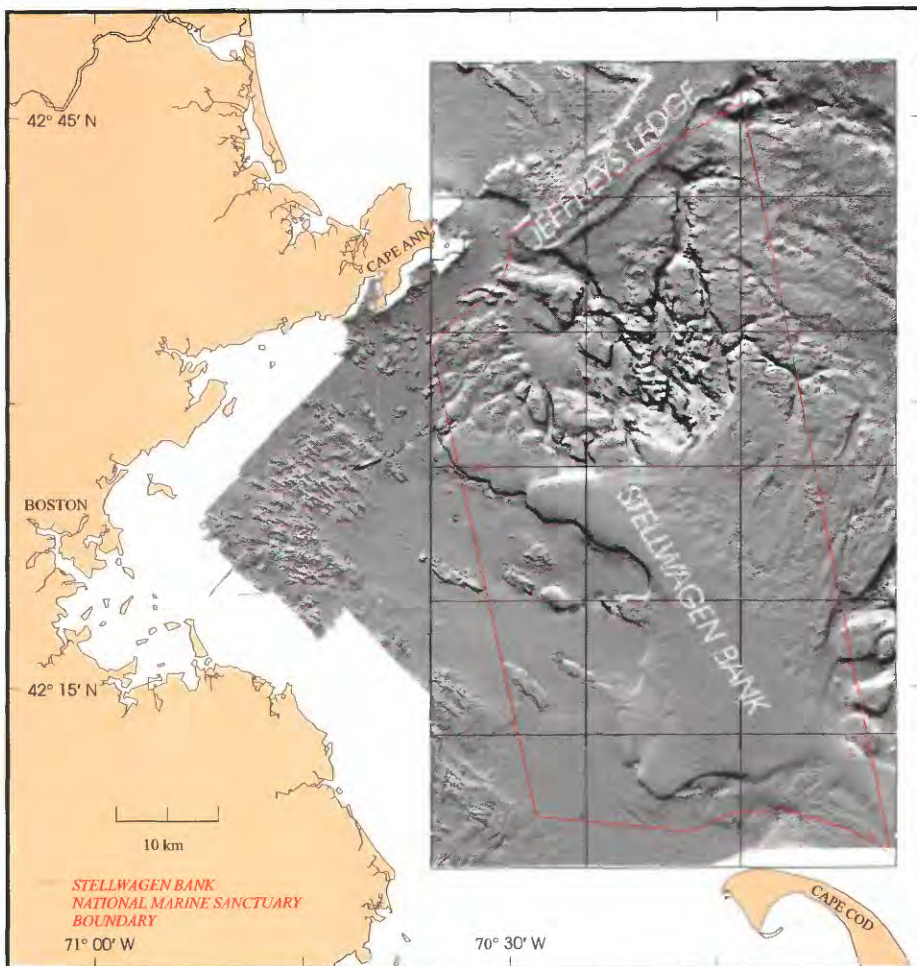 42° 45′ N
JEFFREYS LEDGE
CAPE ANN
STELLWAGEN BANK
BOSTON
42° 15′ N
10 km
STELLWAGEN BANK
NATIONAL MARINE SANCTUARY
BOUNDARY
CAPE COD
71° 00′ W
70° 30′ W